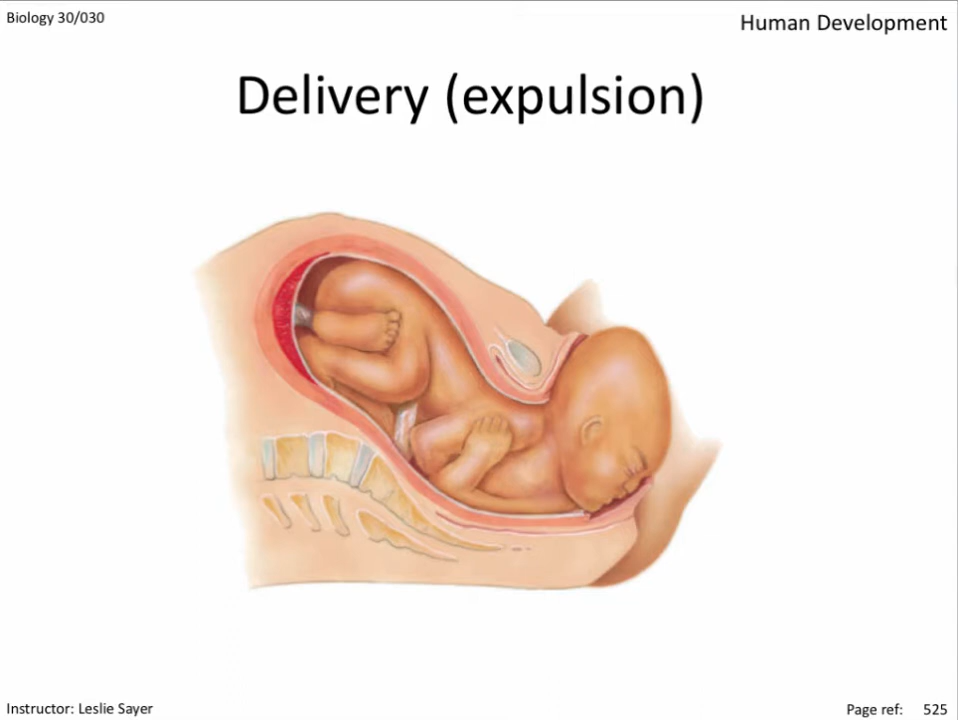 Biology 30/030
Human Development
Delivery (expulsion)
Instructor: Leslie Sayer
Page ref: 525